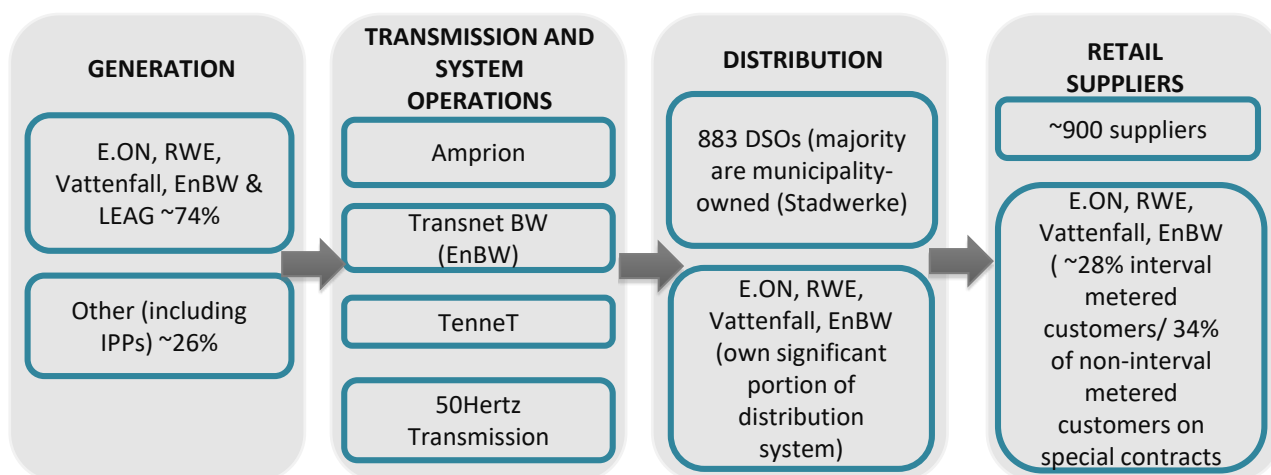 GENERATION
E.ON, RWE,
Vattenfall, EnBW &
LEAG ~74%
Other (including
IPPs) ~26%
TRANSMISSION AND
SYSTEM
OPERATIONS
Amprion
Transnet BW
(EnBW)
TenneT
50Hertz
Transmission
DISTRIBUTION
883 DSOs (majority
are municipality-
owned (Stadwerke)
E.ON, RWE,
Vattenfall, EnBW
(own significant
portion of
distribution
system)
RETAIL
SUPPLIERS
~900 suppliers
E.ON, RWE,
Vattenfall, EnBW
( ~28% interval
metered
customers/ 34%
of non-interval
metered
customers on
special contracts